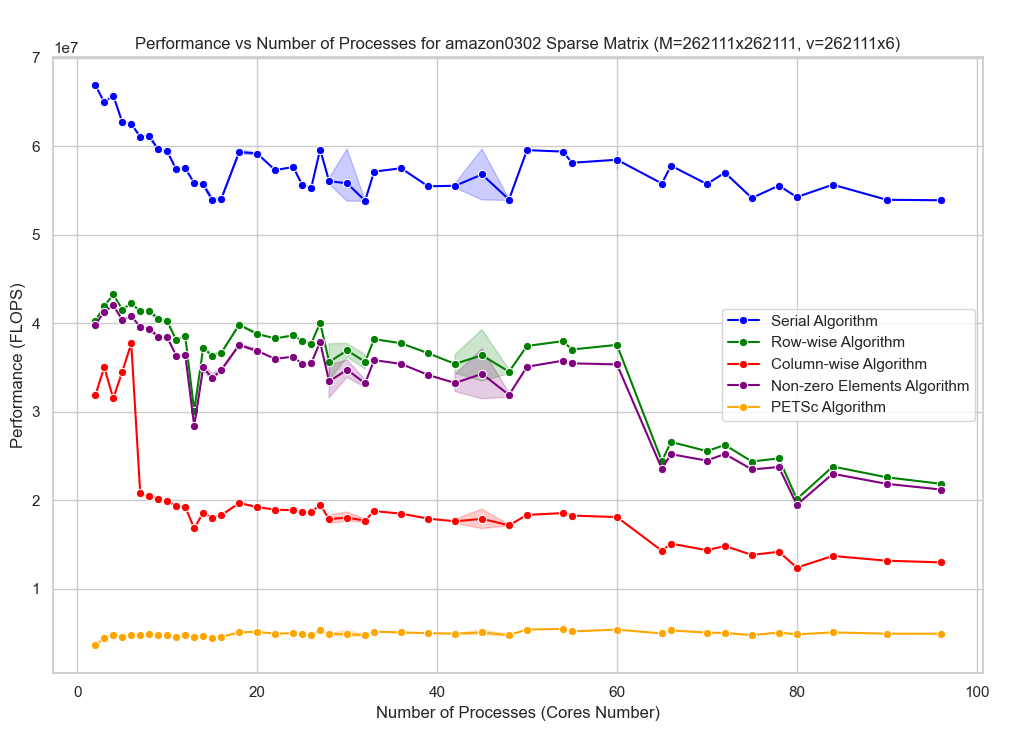 Performance vs Number of Processes for amazon0302 Sparse Matrix (M=262111x262111, v=262111x6)
1e7
7
6
5
4
3
2
1
Performance (FLOPS)
Serial Algorithm
Row-wise Algorithm
Column-wise Algorithm
Non-zero Elements Algorithm
PETSc Algorithm
0 20 40 60 80 100
Number of Processes (Cores Number)